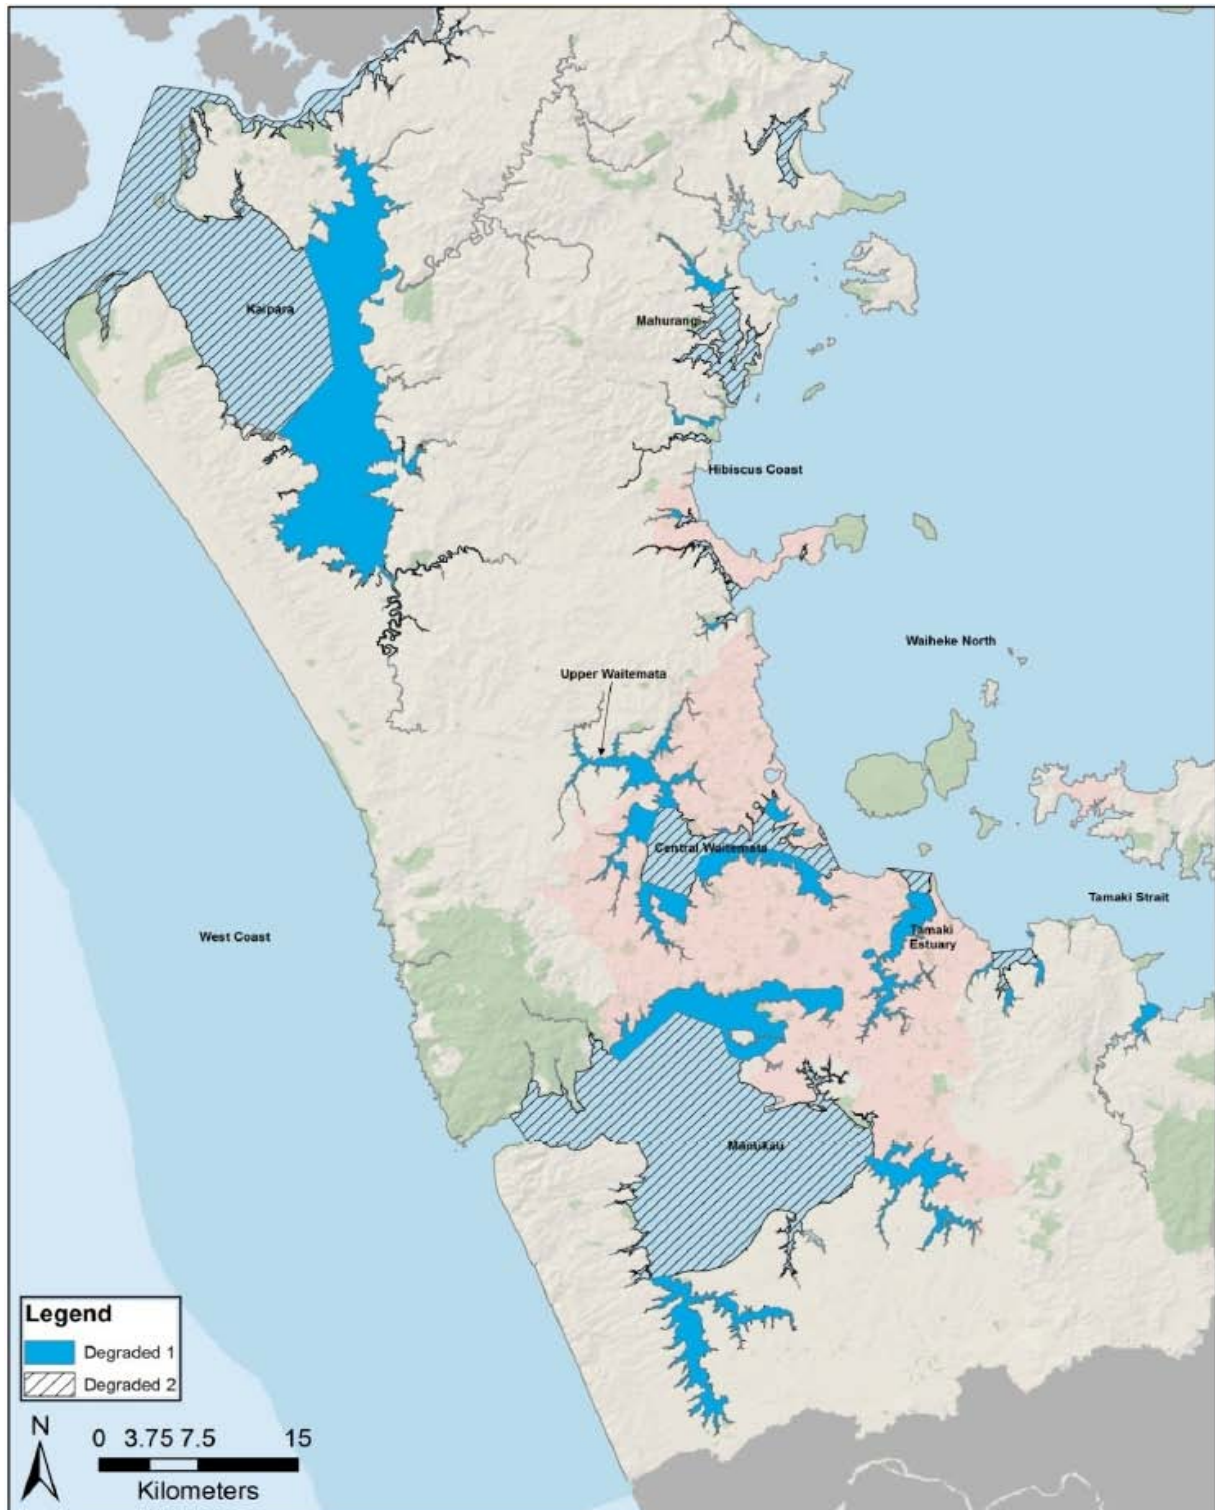 Kaipara
Mahurangi
Hibiscus Coast
Waiheke North
Upper Waitemata
Central Waitemata
Tamaki Strait
Tamaki
Estuary
West Coast
Manukau
Legend
Degraded 1
Degraded 2
N
0 3.75 7.5 15
Kilometers